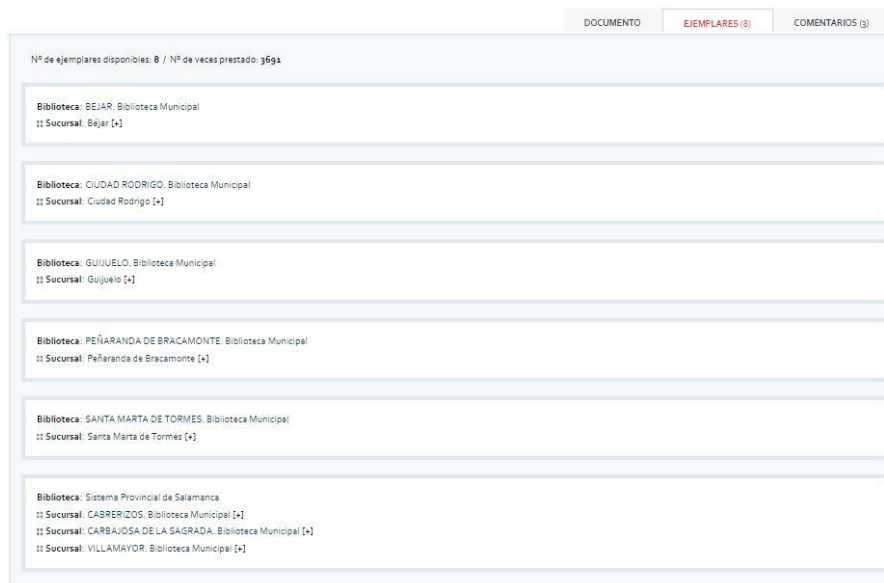 DOCUMENTO EJEMPLARES (8) COMENTARIOS (3)
Nº de ejemplares disponibles: 8 / Nº de veces prestado: 3691
Biblioteca: BEJAR. Biblioteca Municipal
Sucursal: Béjar [+]
Biblioteca: CIUDAD RODRIGO. Biblioteca Municipal
Sucursal: Ciudad Rodrigo [+]
Biblioteca: GUIJUELO. Biblioteca Municipal
Sucursal: Guijuelo [+]
Biblioteca: PEÑARANDA DE BRACAMONTE. Biblioteca Municipal
Sucursal: Peñaranda de Bracamonte [+]
Biblioteca: SANTA MARTA DE TORMES. Biblioteca Municipal
Sucursal: Santa Marta de Tormes [+]
Biblioteca: Sistema Provincial de Salamanca
Sucursal: CABRERIZOS. Biblioteca Municipal [+]
Sucursal: CARBAJOSA DE LA SAGRADA. Biblioteca Municipal [+]
Sucursal: VILLAMAYOR. Biblioteca Municipal [+]